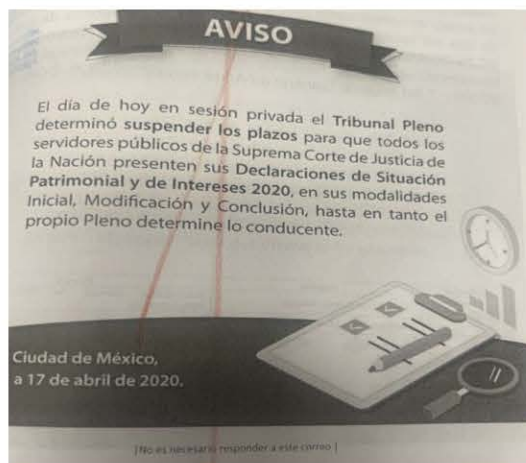 AVISO
El día de hoy en sesión privada el Tribunal Pleno
determinó suspender los plazos para que todos los
servidores públicos de la Suprema Corte de Justicia de
la Nación presenten sus Declaraciones de Situación
Patrimonial y de Intereses 2020, en sus modalidades
Inicial, Modificación y Conclusión, hasta en tanto el
propio Pleno determine lo conducente.
Ciudad de México,
a 17 de abril de 2020.
|No es necesario responder a este correo |